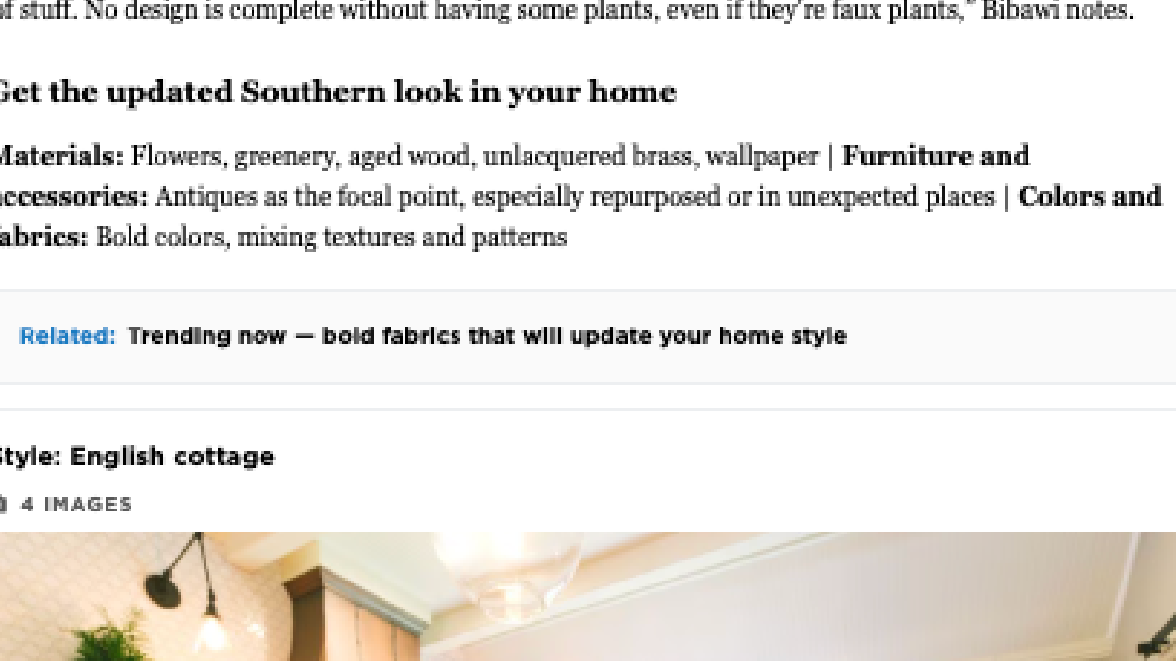 of stuff. No design is complete without having some plants, even if they're faux plants," Bibawi notes.
Get the updated Southern look in your home
Materials: Flowers, greenery, aged wood, unlacquered brass, wallpaper | Furniture and
accessories: Antiques as the focal point, especially repurposed or in unexpected places | Colors and
fabrics: Bold colors, mixing textures and patterns
Related: Trending now — bold fabrics that will update your home style
Style: English cottage
4 IMAGES